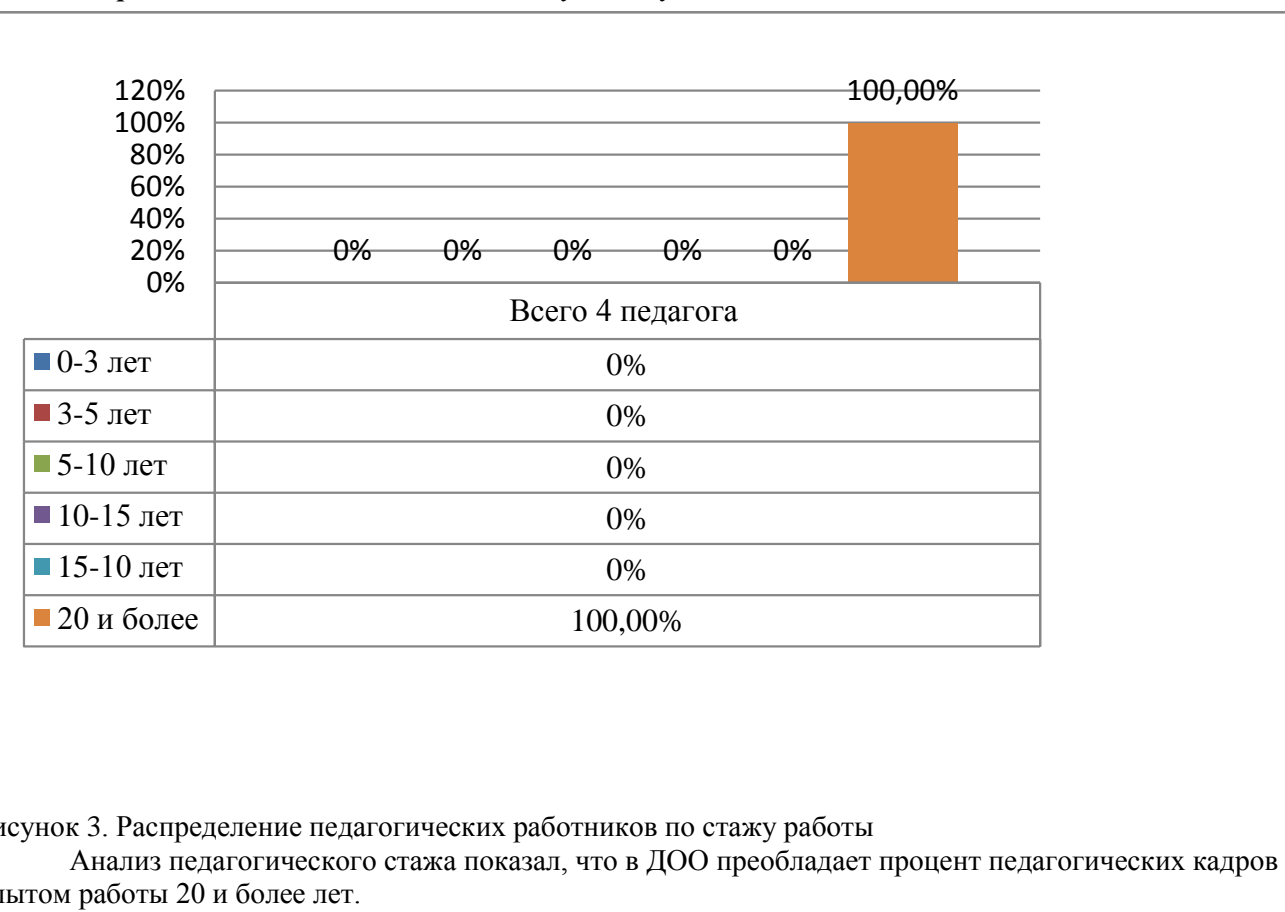 120%
100%
80%
60%
40%
20%
0%
0% 0% 0% 0% 0% 100,00%
Всего 4 педагога
0-3 лет 0%
3-5 лет 0%
5-10 лет 0%
10-15 лет 0%
15-10 лет 0%
20 и более 100,00%
исунок 3. Распределение педагогических работников по стажу работы
Анализ педагогического стажа показал, что в ДОО преобладает процент педагогических кадров
пытом работы 20 и более лет.